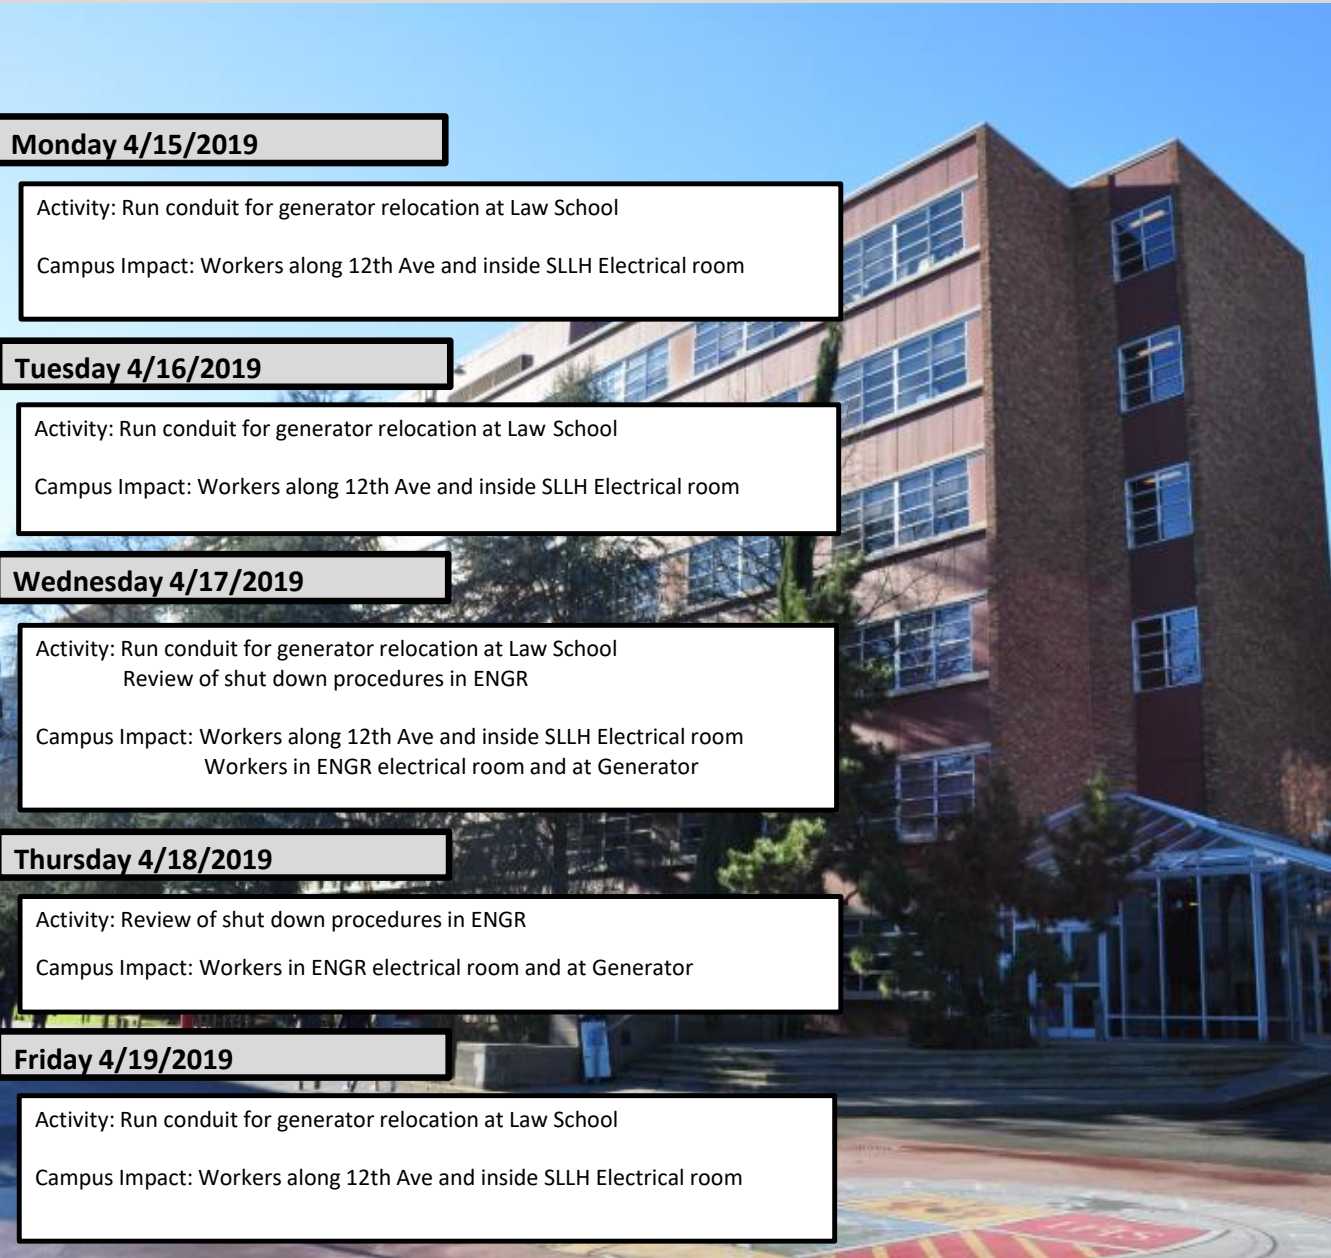 Monday 4/15/2019
Activity: Run conduit for generator relocation at Law School
Campus Impact: Workers along 12th Ave and inside SLLH Electrical room
Tuesday 4/16/2019
Activity: Run conduit for generator relocation at Law School
Campus Impact: Workers along 12th Ave and inside SLLH Electrical room
Wednesday 4/17/2019
Activity: Run conduit for generator relocation at Law School
Review of shut down procedures in ENGR
Campus Impact: Workers along 12th Ave and inside SLLH Electrical room
Workers in ENGR electrical room and at Generator
Thursday 4/18/2019
Activity: Review of shut down procedures in ENGR
Campus Impact: Workers in ENGR electrical room and at Generator
Friday 4/19/2019
Activity: Run conduit for generator relocation at Law School
Campus Impact: Workers along 12th Ave and inside SLLH Electrical room